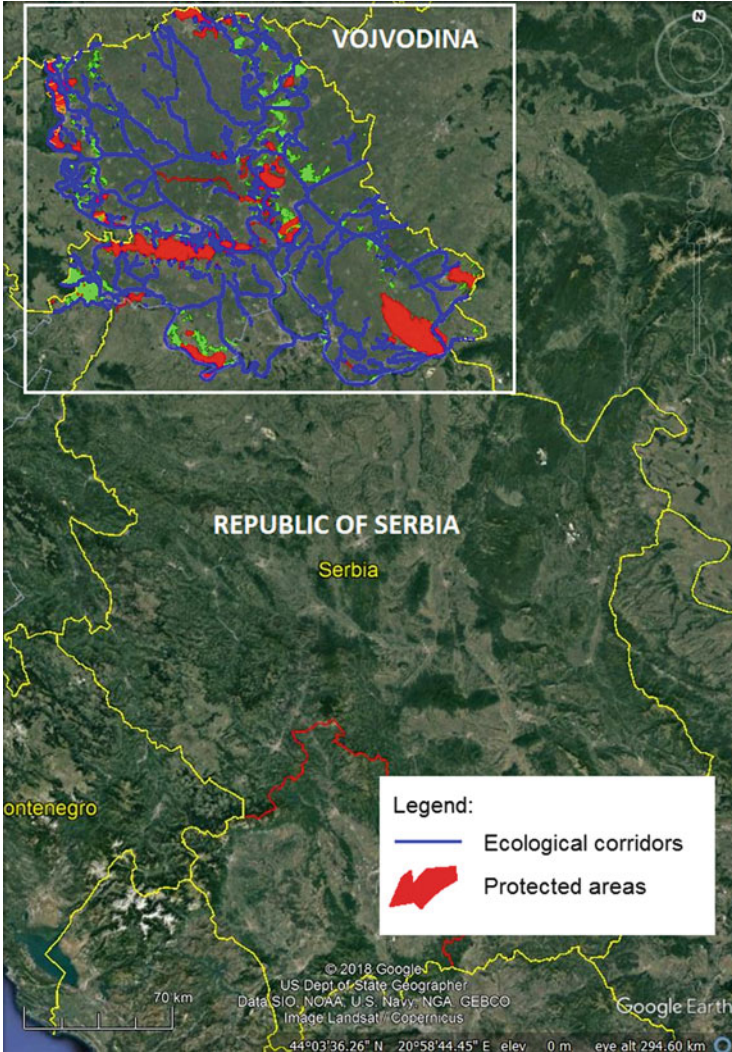 N
VOJVODINA
REPUBLIC OF SERBIA
Serbia
ontenegro
Legend:
Ecological corridors
Protected areas
© 2018 Google
US Dept of State Geographer
Data SIO, NOAA, U.S. Navy, NGA, GEBCO
Image Landsat / Copernicus
70 km
Google Earth
44°03'36.26" N 20°58'44.45" E elev 0 m eye alt 294.60 km